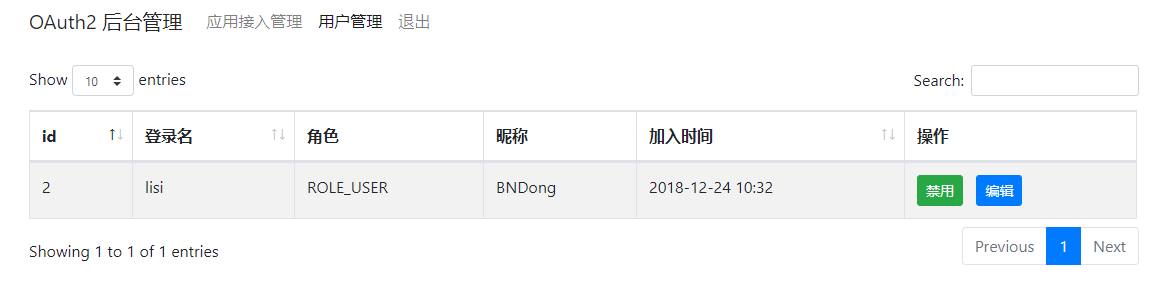 OAuth2 后台管理 应用接入管理 用户管理 退出
Show 10 entries Search:
id 登录名 角色 昵称 加入时间 操作
2 lisi ROLE_USER BNDong 2018-12-24 10:32 禁用 编辑
Showing 1 to 1 of 1 entries Previous 1 Next